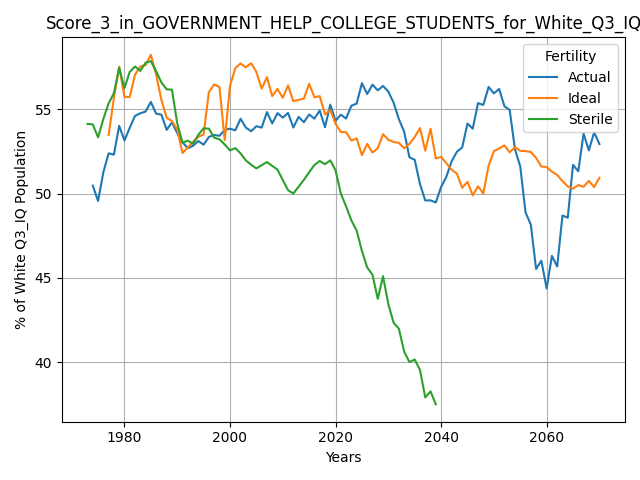 Score_3_in_GOVERNMENT_HELP_COLLEGE_STUDENTS_for_White_Q3_IQ
Fertility
Actual
Ideal
Sterile
% of White Q3_IQ Population
55
50
45
40
1980
2000
2020
2040
2060
Years